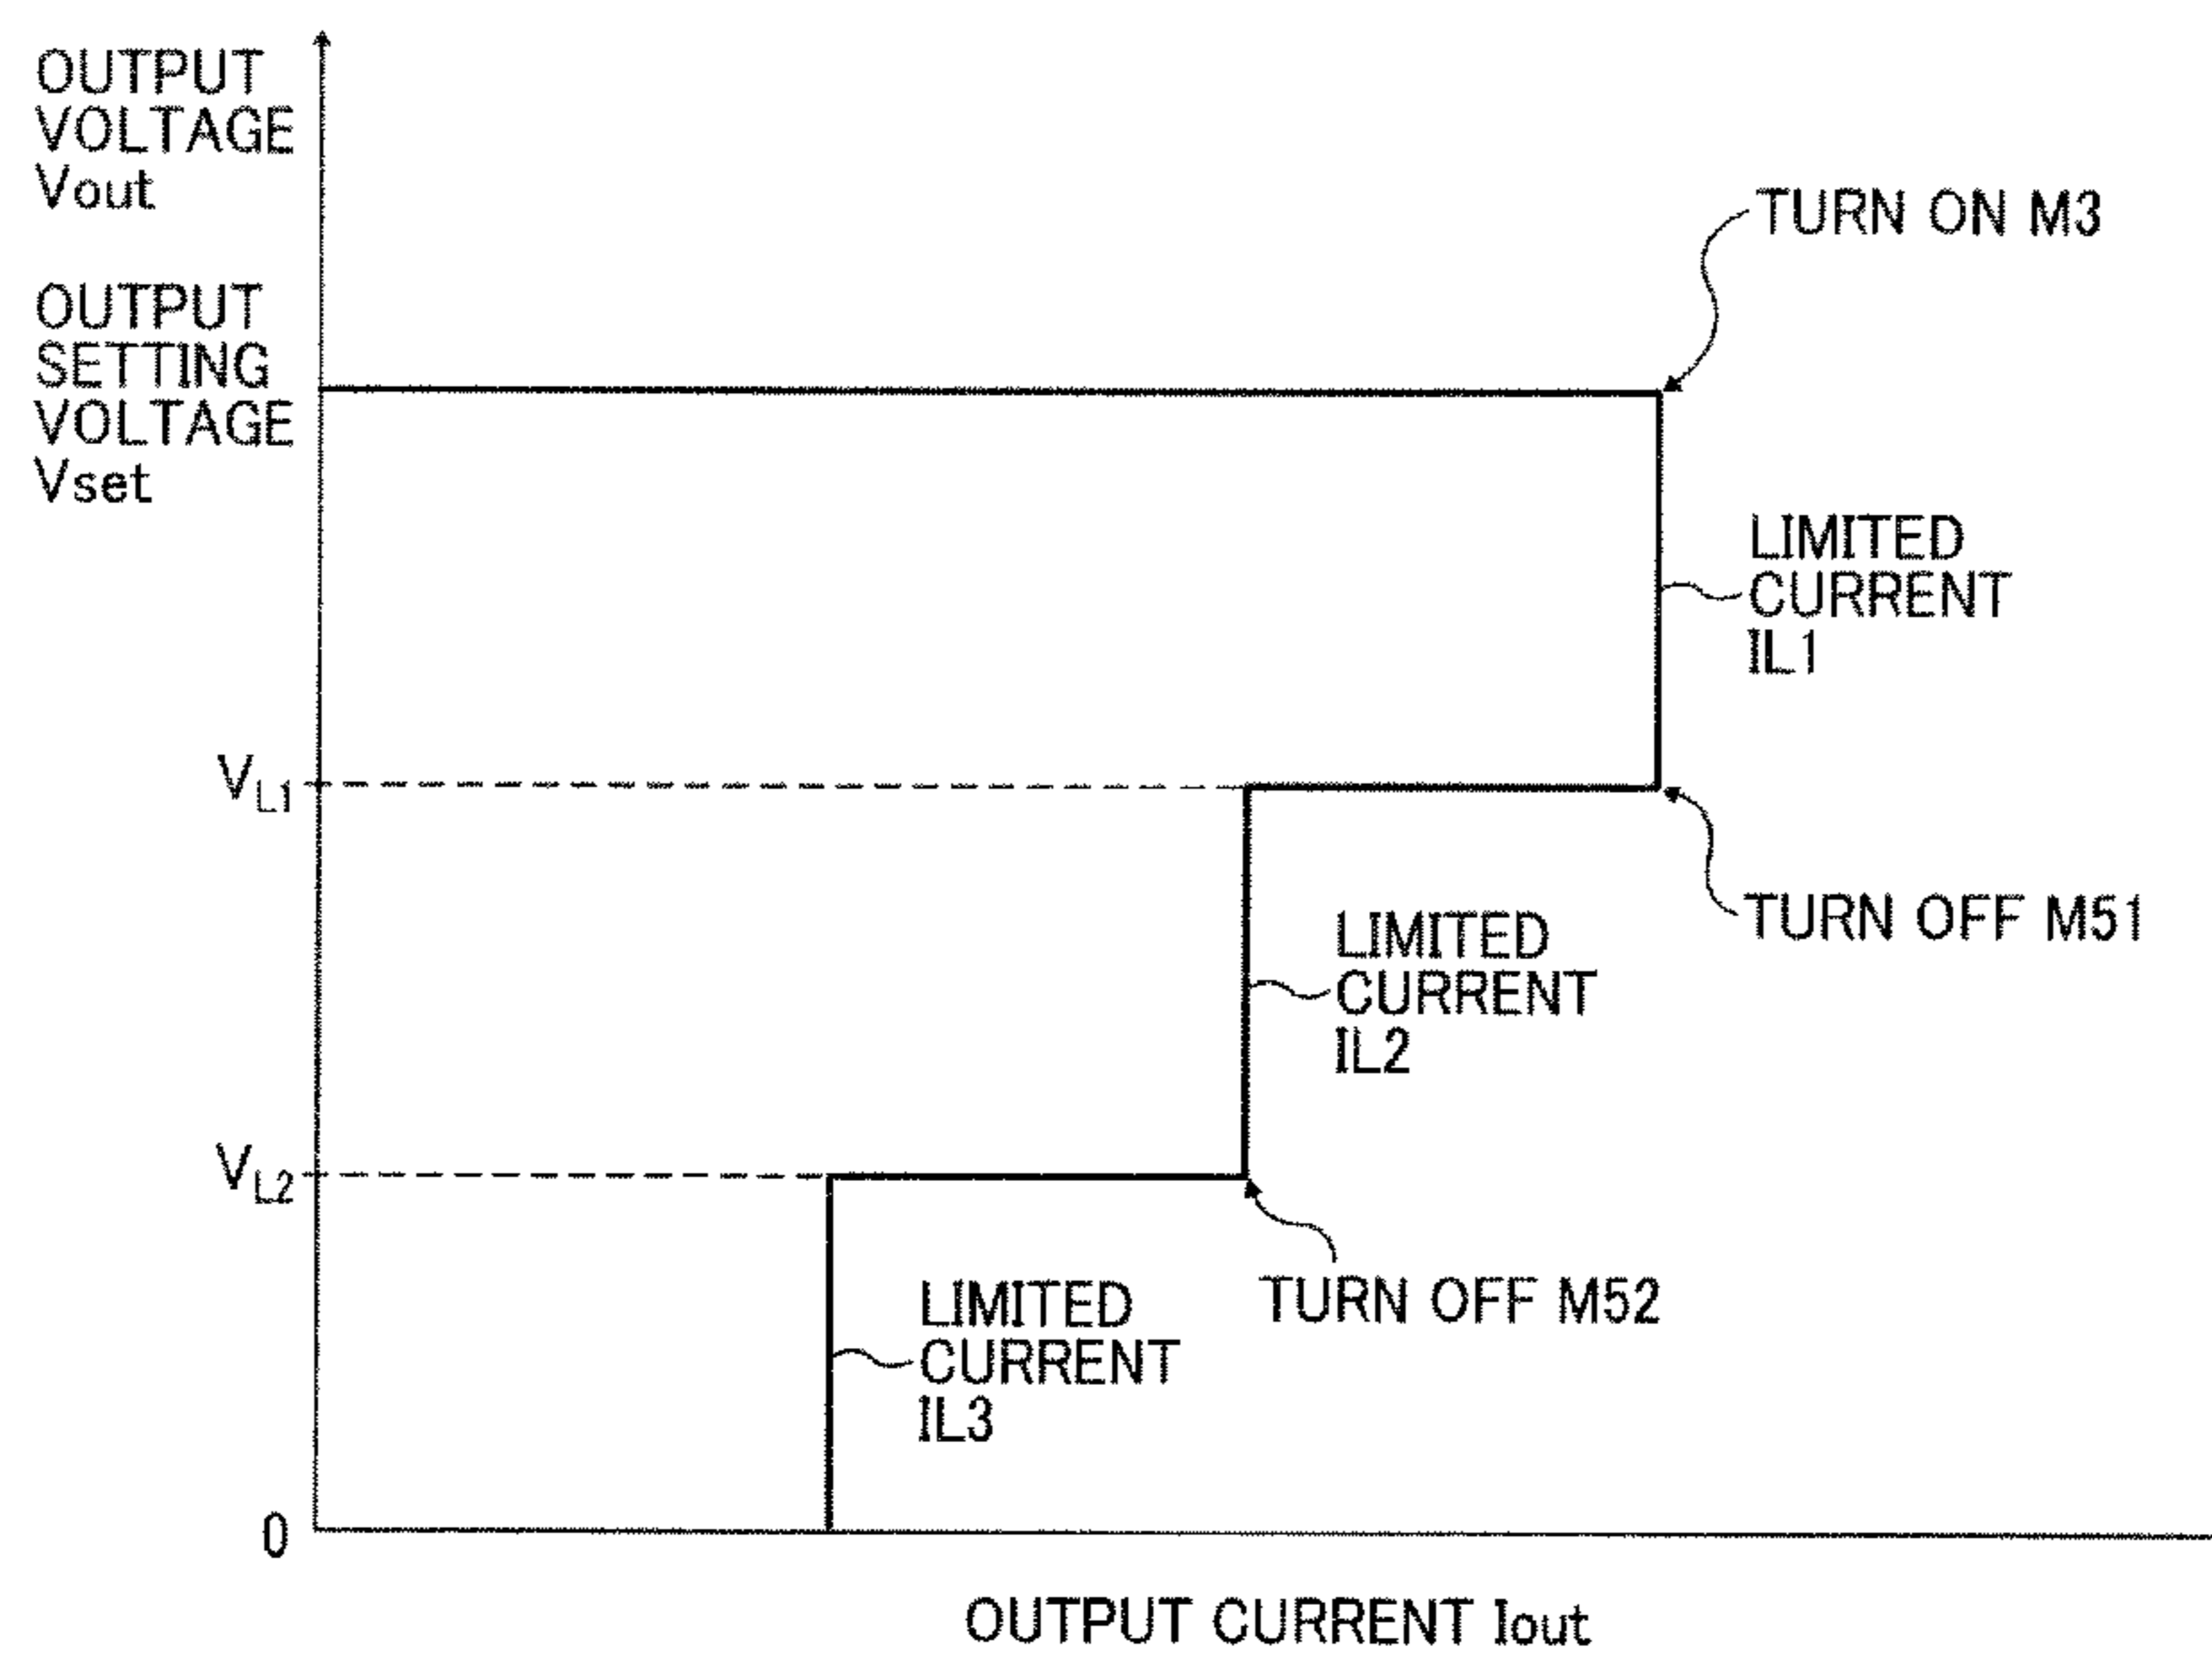 OUTPUT
VOLTAGE
Vout
TURN ON M3
OUTPUT
SETTING
VOLTAGE
Vset
LIMITED
CURRENT
IL1
VL1
TURN OFF M51
LIMITED
CURRENT
IL2
VL2
TURN OFF M52
LIMITED
CURRENT
IL3
0
OUTPUT CURRENT Iout